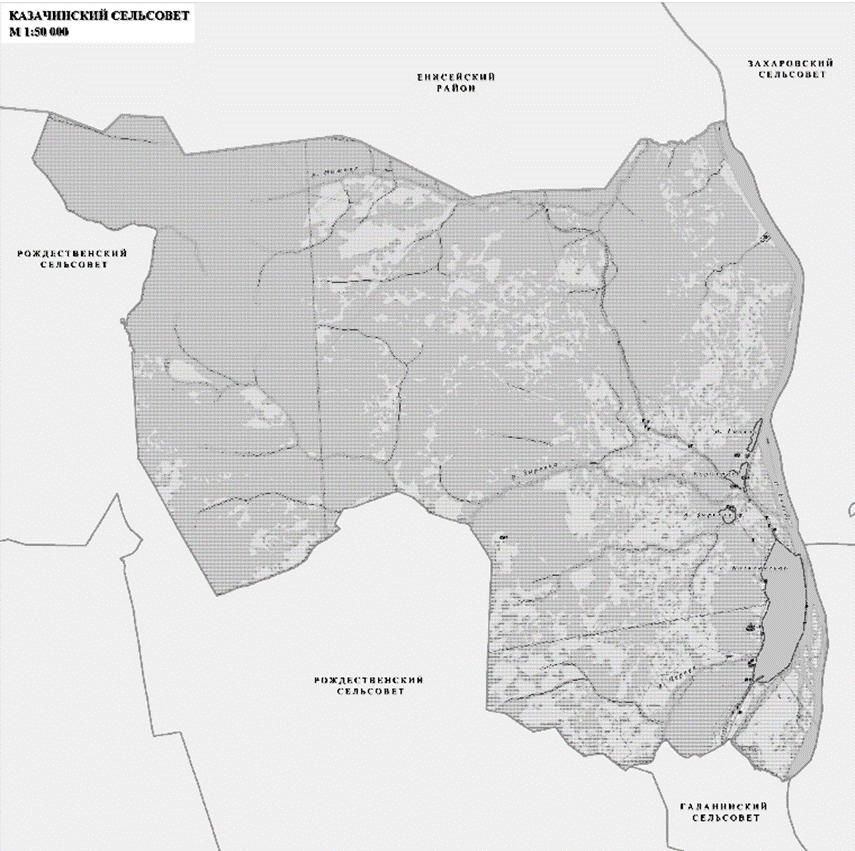 КАЗАЧИНСКИЙ СЕЛЬСОВЕТ
М 1:50 000
ЕНИСЕЙСКИЙ
РАЙОН
ЗАХАРОВСКИЙ
СЕЛЬСОВЕТ
РОЖДЕСТВЕНСКИЙ
СЕЛЬСОВЕТ
РОЖДЕСТВЕНСКИЙ
СЕЛЬСОВЕТ
ГАЛАНИНСКИЙ
СЕЛЬСОВЕТ